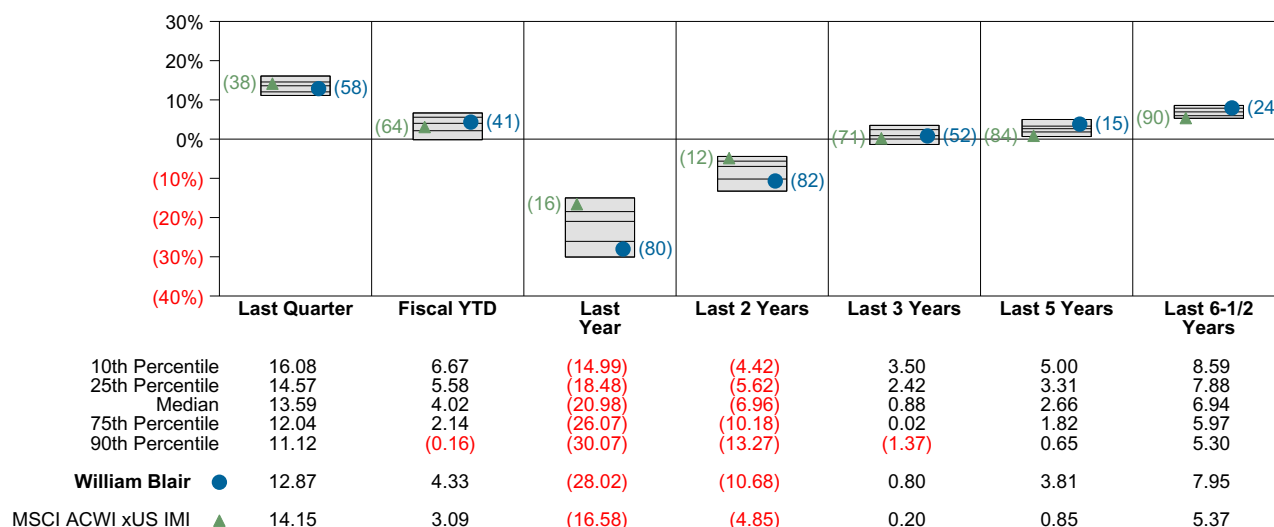 30%
20%
10%
0%
(10%)
(20%)
(30%)
(40%)
(38) (58)
(64) (41)
(16) (80)
(12) (82)
(71) (52)
(84) (15)
(90) (24
Last Quarter Fiscal YTD Last Year Last 2 Years Last 3 Years Last 5 Years Last 6-1/2 Years
10th Percentile 16.08 6.67 (14.99) (4.42) 3.50 5.00 8.59
25th Percentile 14.57 5.58 (18.48) (5.62) 2.42 3.31 7.88
Median 13.59 4.02 (20.98) (6.96) 0.88 2.66 6.94
75th Percentile 12.04 2.14 (26.07) (10.18) 0.02 1.82 5.97
90th Percentile 11.12 (0.16) (30.07) (13.27) (1.37) 0.65 5.30
William Blair 12.87 4.33 (28.02) (10.68) 0.80 3.81 7.95
MSCI ACWI xUS IMI 14.15 3.09 (16.58) (4.85) 0.20 0.85 5.37